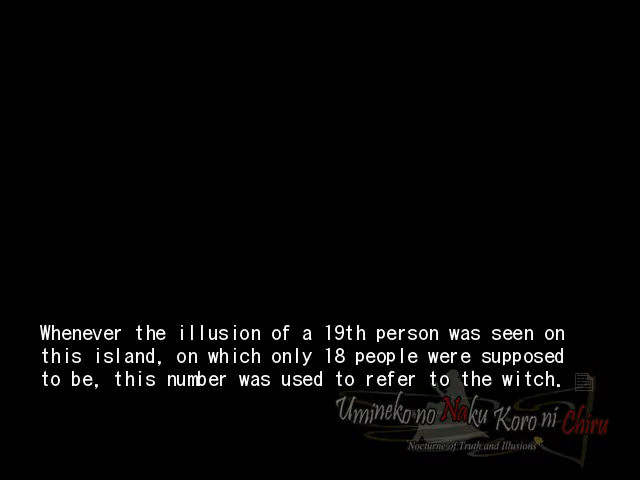 Whenever the illusion of a 19th person was seen on
this island, on which only 18 people were supposed
to be, this number was used to refer to the witch.
Umineko no Naku Koro ni Chiru
Nocturne of Truth and Illusions